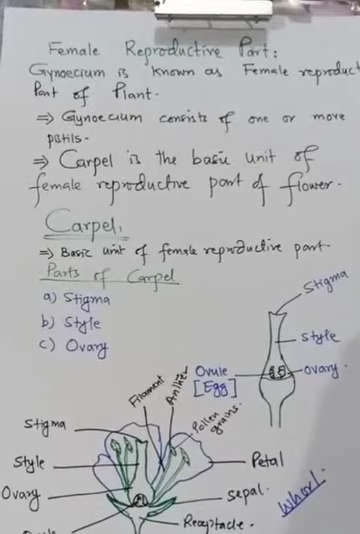 Female Reproductive Part:
Gynoecium is known as Female reproduct
Part of Plant.
⇒ Gynoecium consists of one or more
pstils.
⇒ Carpel is the basic unit of
female reproductive part of flower.
Carpel:
⇒ Basic unit of female reproductive part.
Parts of Carpel
a) Stigma
b) Style
c) Ovary
Stigma
Style
Ovary.
Ovule
[Egg]
Filament
Anther
Pollen
grains.
Stigma
Style
Ovary
Petal
Sepal.
Receptacle.
Whorl.